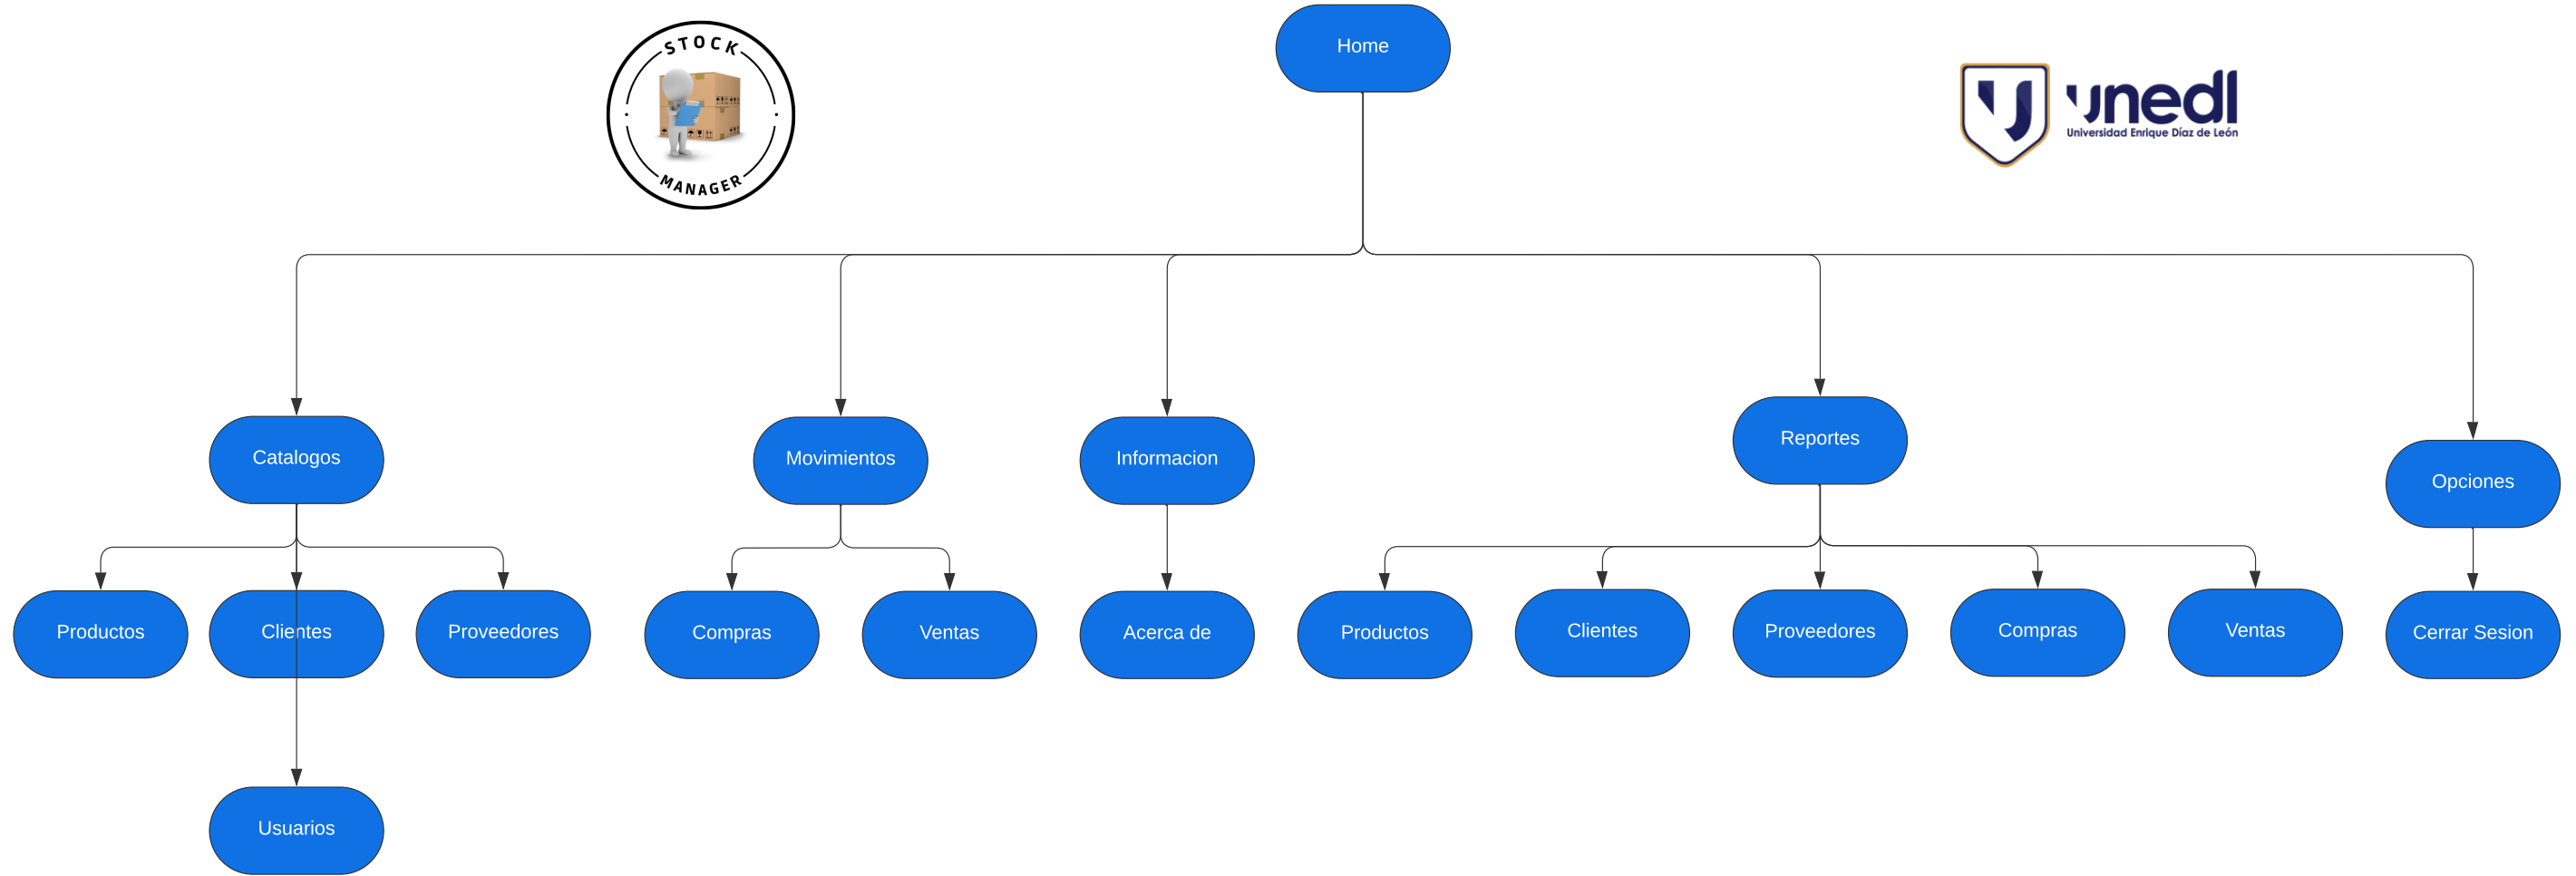 Home
STOCK
MANAGER
unedl
Universidad Enrique Díaz de León
Catalogos
Movimientos
Informacion
Reportes
Opciones
Productos
Clientes
Proveedores
Compras
Ventas
Acerca de
Productos
Clientes
Proveedores
Compras
Ventas
Cerrar Sesion
Usuarios